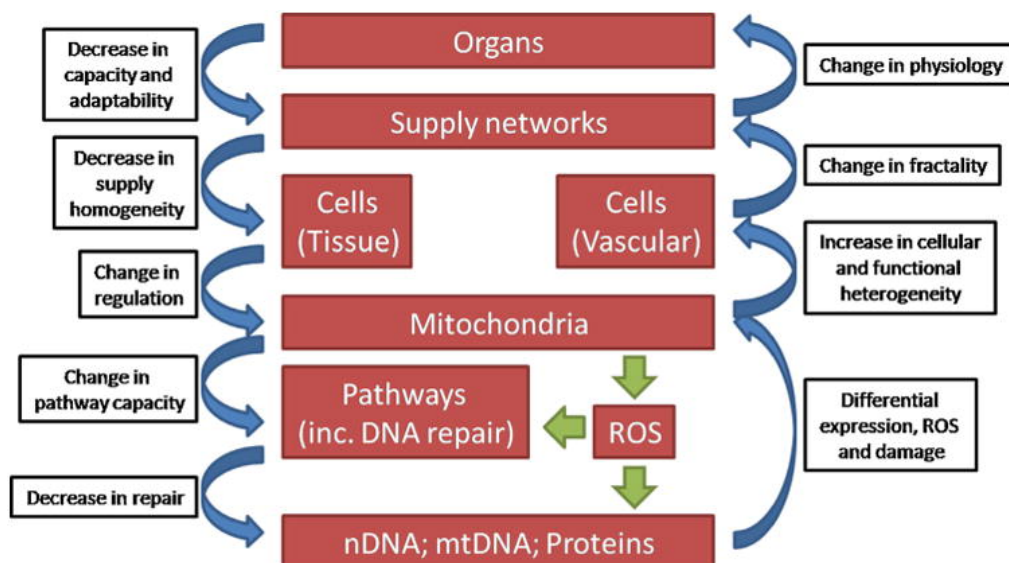 Organs
Decrease in
capacity and
adaptability
Change in physiology
Supply networks
Decrease in
supply
homogeneity
Change in fractality
Cells
(Tissue)
Cells
(Vascular)
Change in
regulation
Increase in cellular
and functional
heterogeneity
Mitochondria
Change in
pathway capacity
Pathways
(inc. DNA repair)
ROS
Differential
expression, ROS
and damage
Decrease in repair
nDNA; mtDNA; Proteins